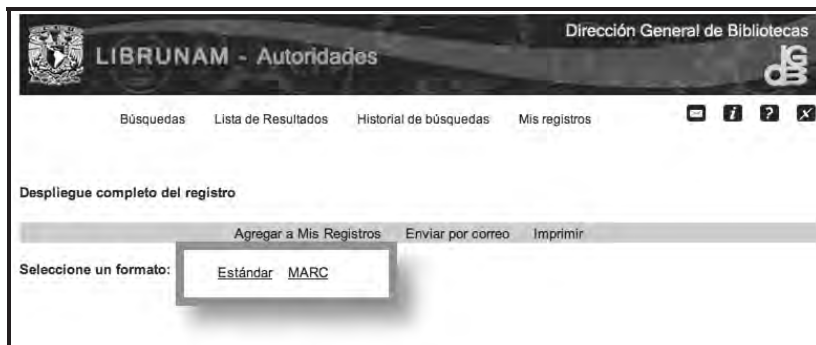 Dirección General de Bibliotecas
LIBRUNAM - Autoridades
Búsquedas Lista de Resultados Historial de búsquedas Mis registros
Despliegue completo del registro
Agregar a Mis Registros Enviar por correo Imprimir
Seleccione un formato: Estándar MARC